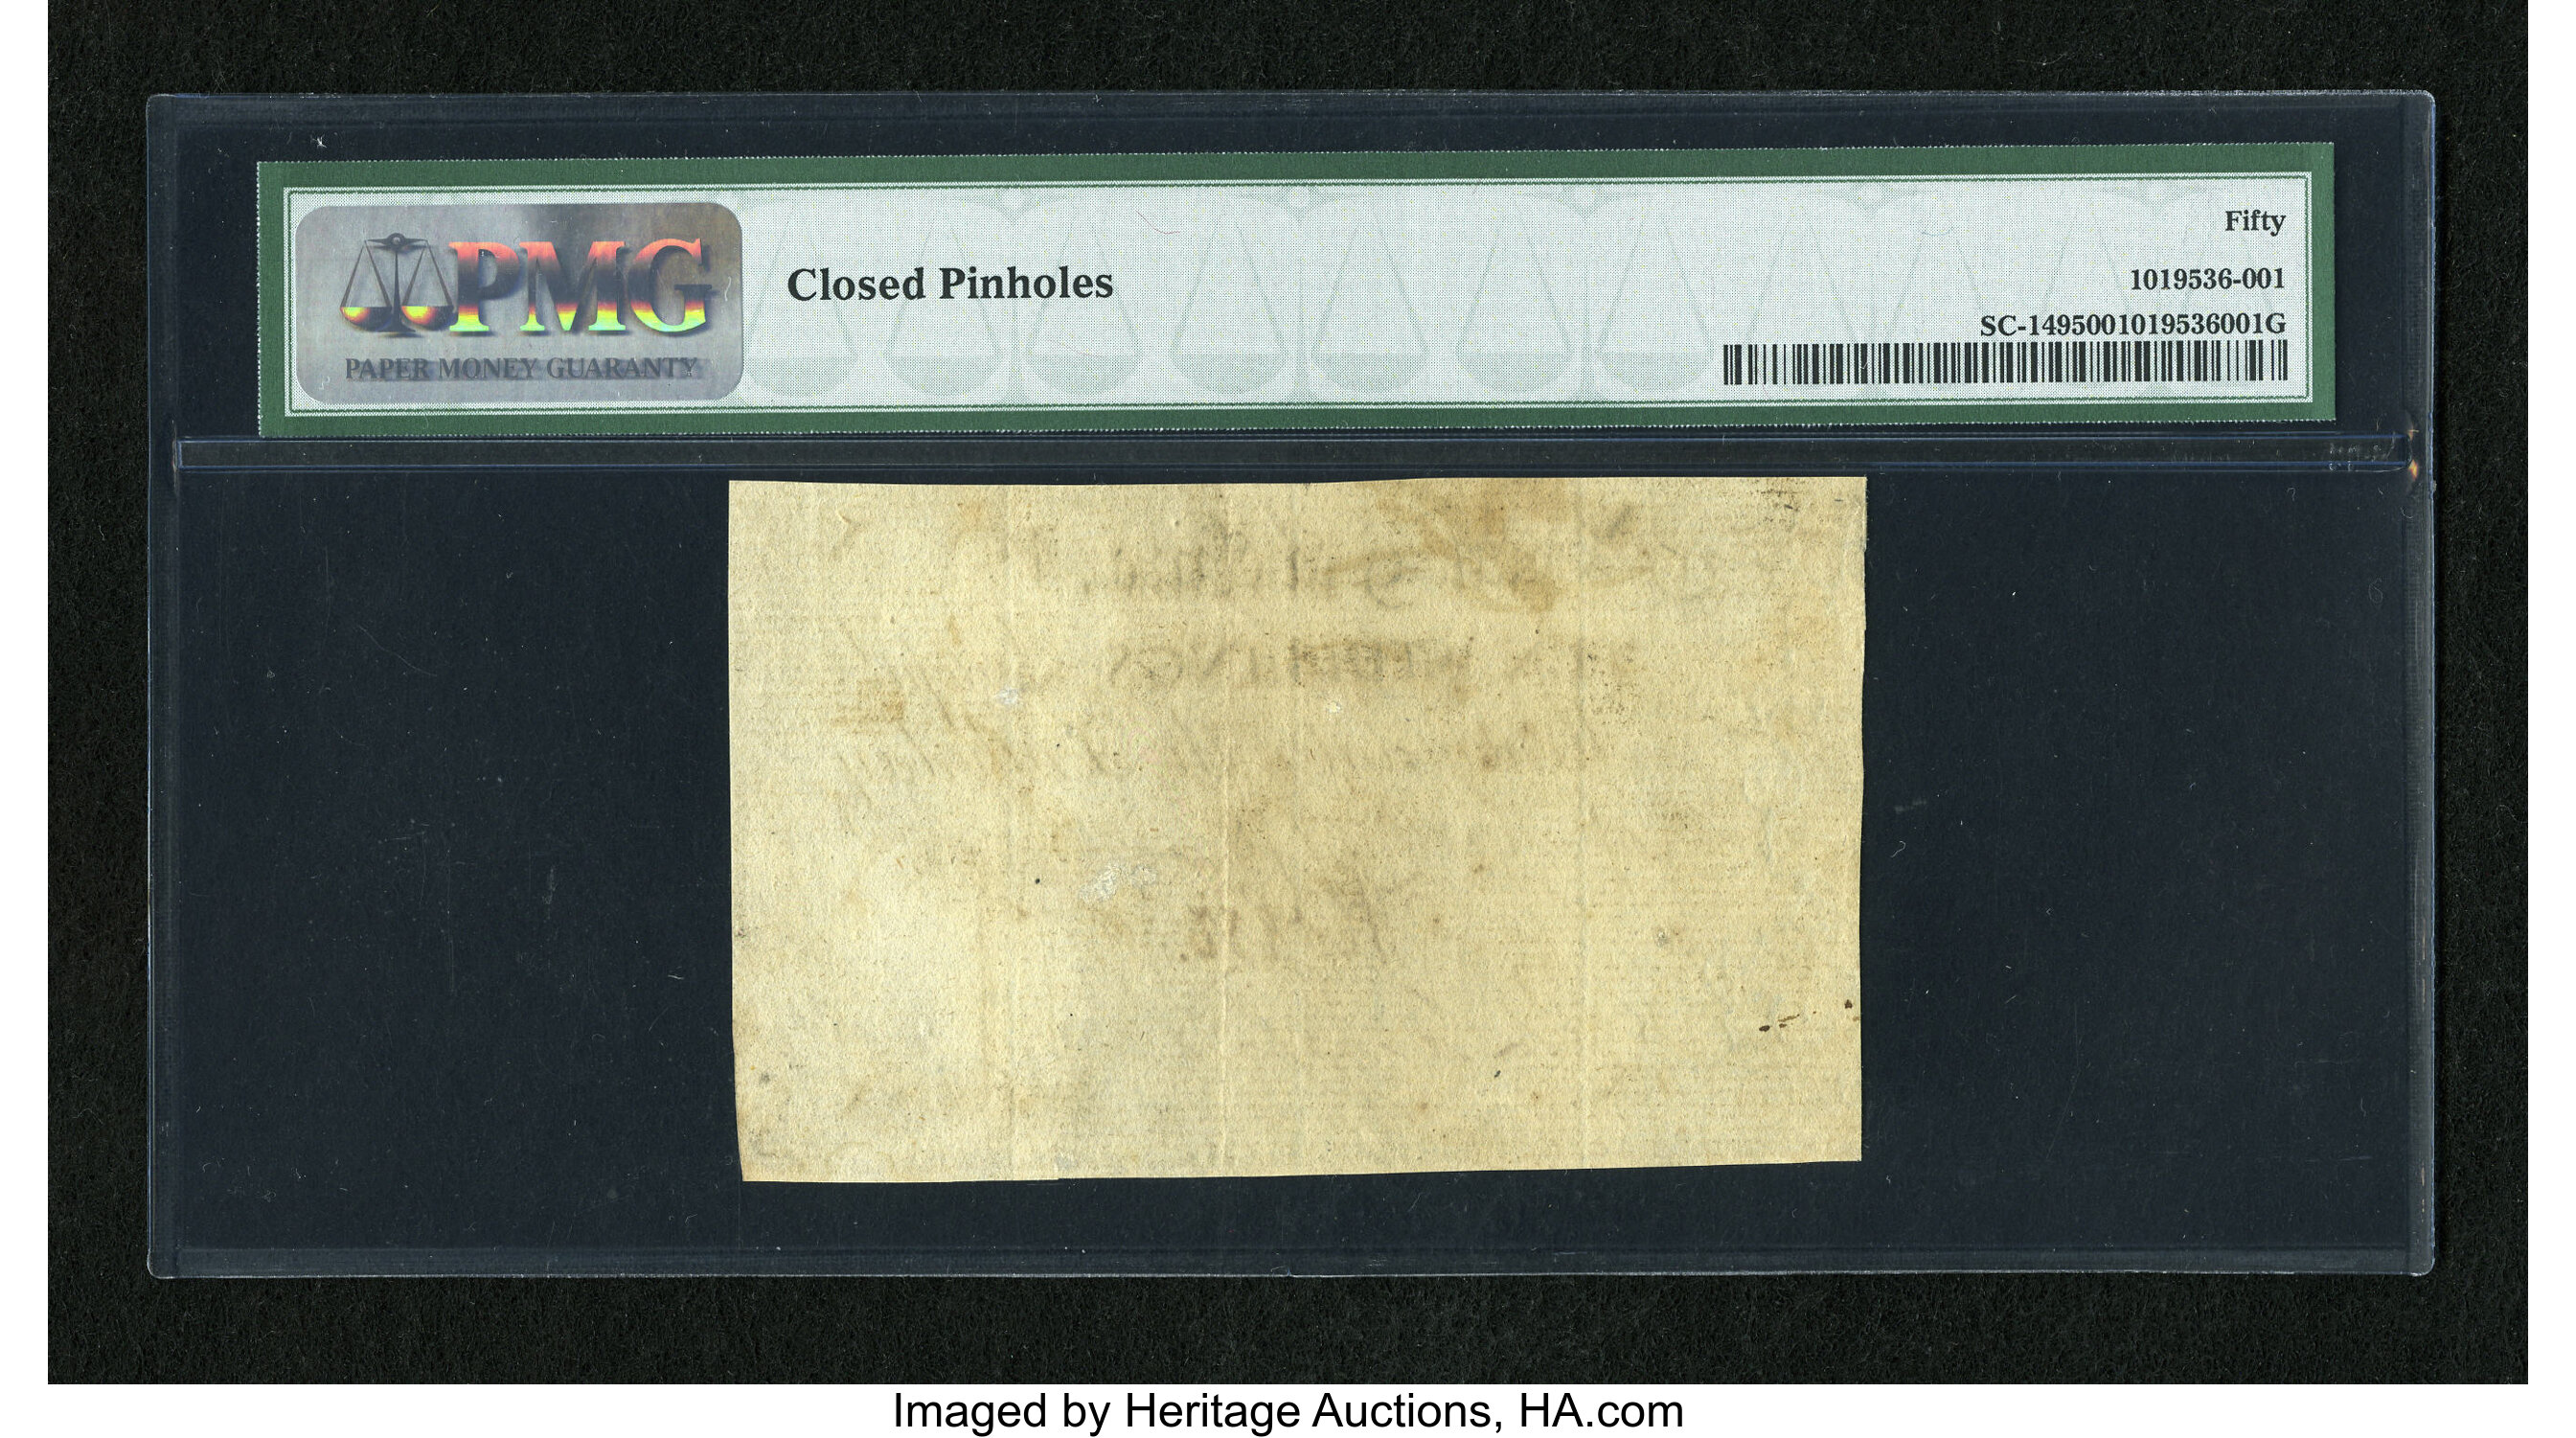 PMG
PAPER MONEY GUARANTY
Closed Pinholes
Fifty
1019536-001
SC-1495001019536001G
Imaged by Heritage Auctions, HA.com